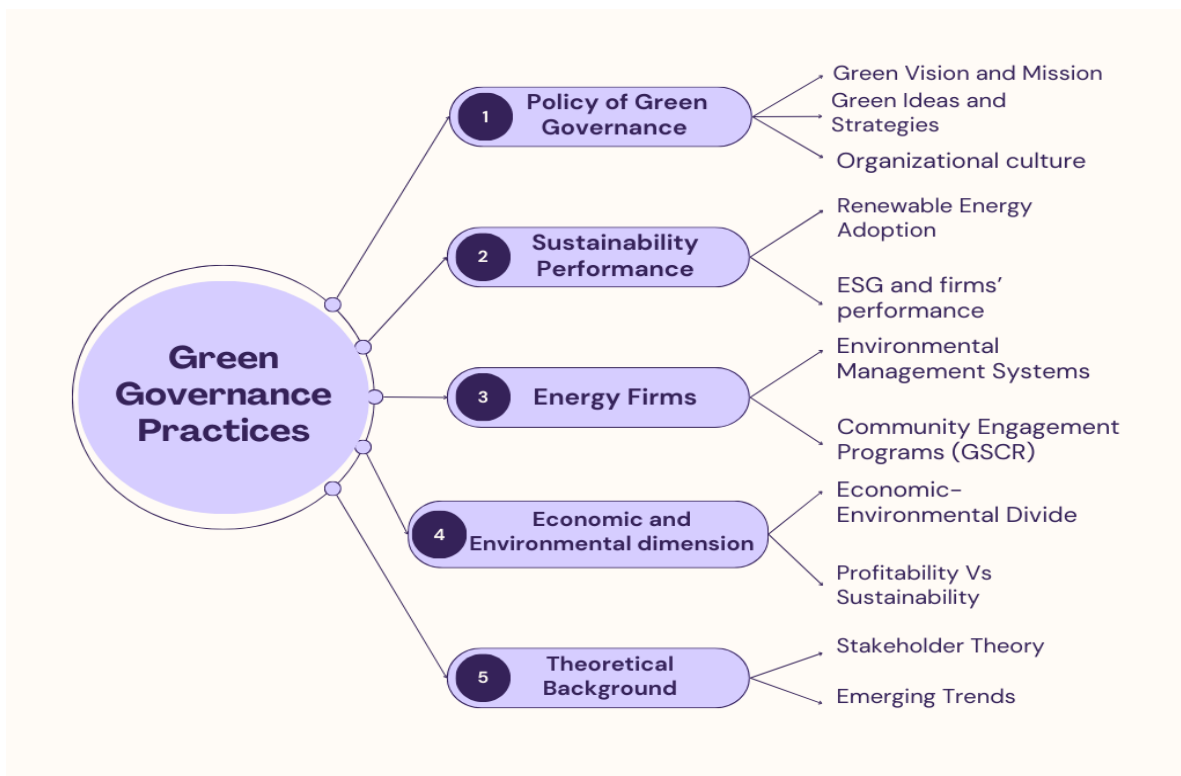 Green
Governance
Practices
1
Policy of Green
Governance
Green Vision and Mission
Green Ideas and
Strategies
Organizational culture
2
Sustainability
Performance
Renewable Energy
Adoption
ESG and firms’
performance
3
Energy Firms
Environmental
Management Systems
Community Engagement
Programs (GSCR)
4
Economic and
Environmental dimension
Economic–
Environmental Divide
Profitability Vs
Sustainability
5
Theoretical
Background
Stakeholder Theory
Emerging Trends